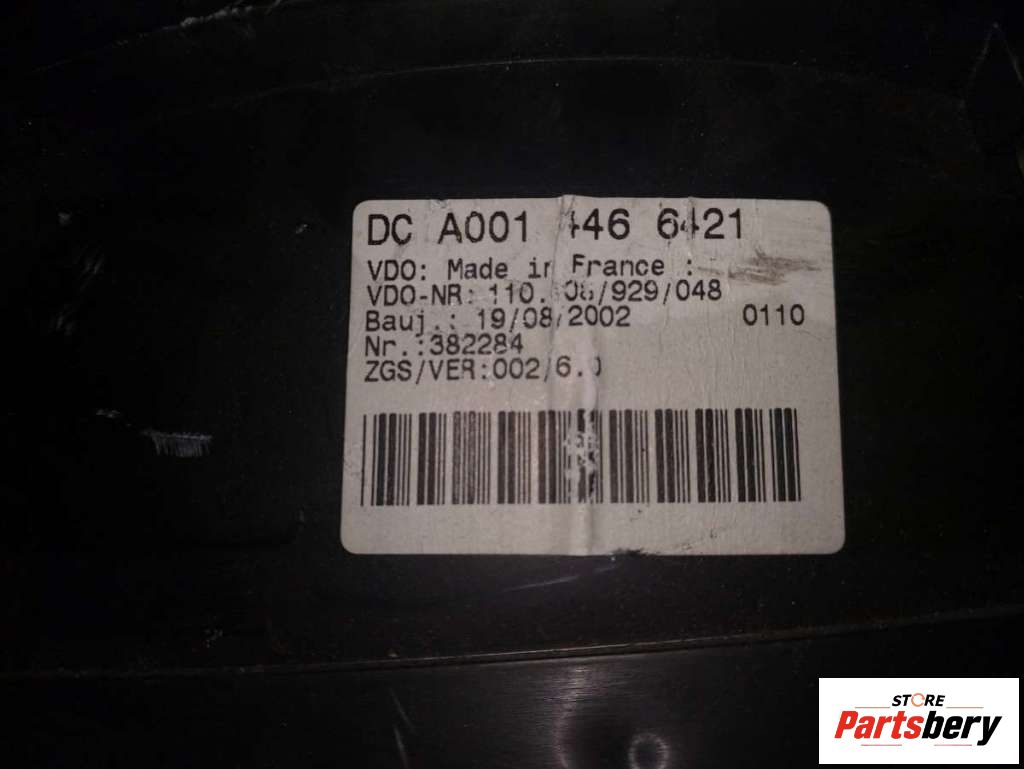 DC A001 446 6421
VDO: Made in France :
VDO-NR:
Bauj.: 19/08/2002 0110
Nr.:382284
ZGS/VER:002/6.0
STORE
Partsbery